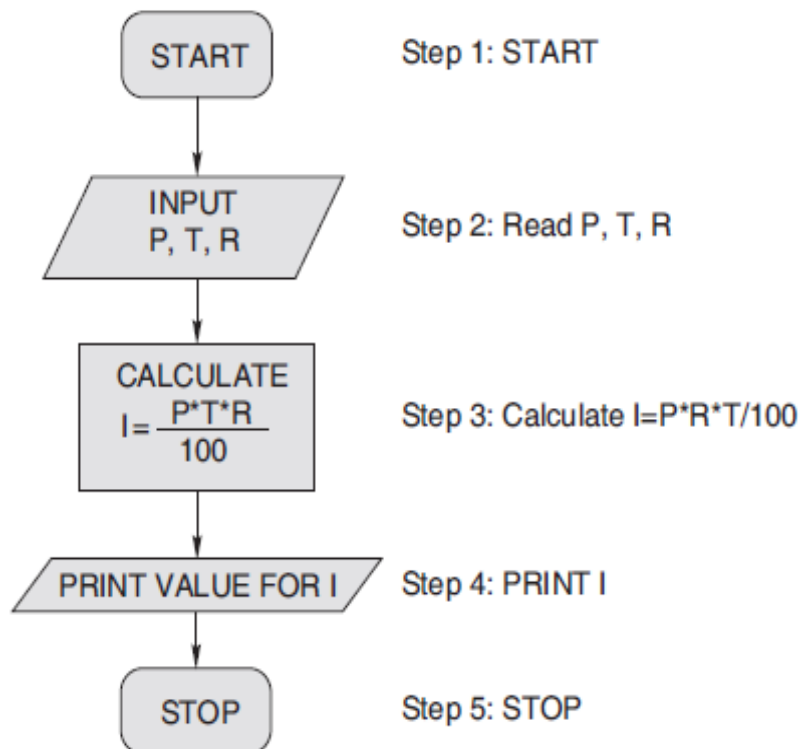 START
Step 1: START
INPUT
P, T, R
Step 2: Read P, T, R
CALCULATE
I = P*T*R
100
Step 3: Calculate I=P*R*T/100
PRINT VALUE FOR I
Step 4: PRINT I
STOP
Step 5: STOP